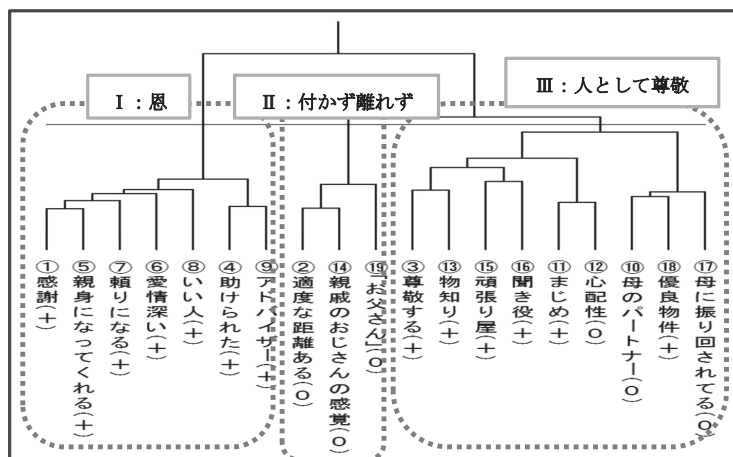 Ⅰ：恩
Ⅱ：付かず離れず
Ⅲ：人として尊敬
①感謝(+)
⑤親身になってくれる(+)
⑦頼りになる(+)
⑥愛情深い(+)
⑧いい人(+)
④助けられた(+)
⑨アドバイザー(+)
②適度な距離ある(0)
⑭親戚のおじさんの感覚(0)
⑲「お父さん」(0)
③尊敬する(+)
⑬物知り(+)
⑮頑張り屋(+)
⑯聞き役(+)
⑪まじめ(+)
⑫心配性(0)
⑩母のパートナー(0)
⑱優良物件(+)
⑰母に振り回されてる(0)